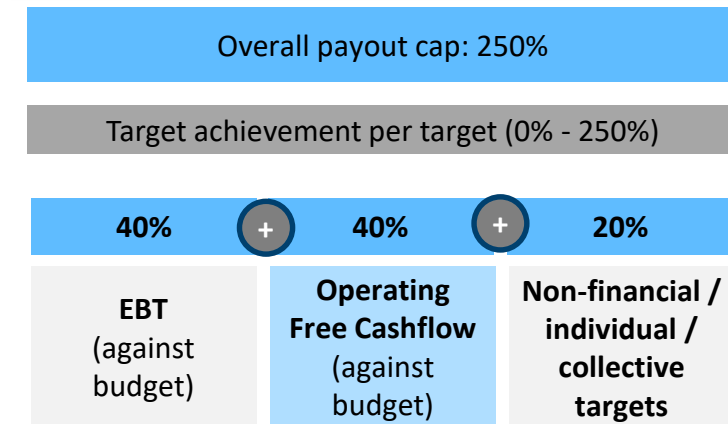 Overall payout cap: 250%
Target achievement per target (0% - 250%)
40% + 40% + 20%
EBT
(against
budget)
Operating
Free Cashflow
(against
budget)
Non-financial /
individual /
collective
targets